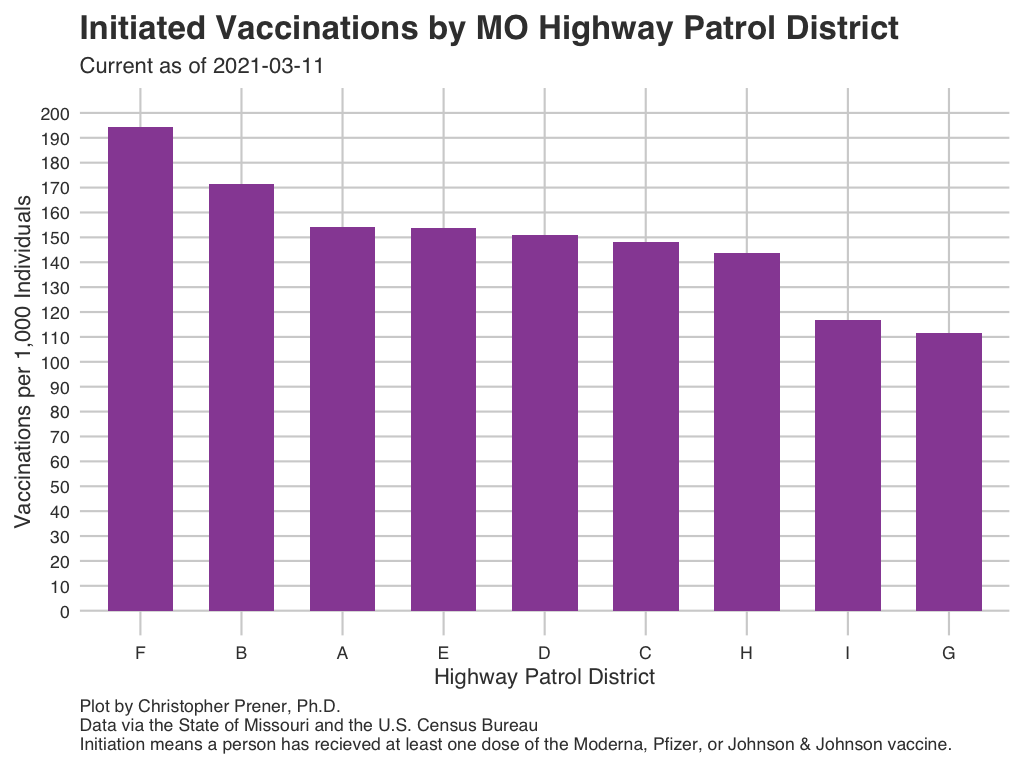 Initiated Vaccinations by MO Highway Patrol District
Current as of 2021-03-11
Vaccinations per 1,000 Individuals
200
190
180
170
160
150
140
130
120
110
100
90
80
70
60
50
40
30
20
10
0
F B A E D C H I G
Highway Patrol District
Plot by Christopher Prener, Ph.D.
Data via the State of Missouri and the U.S. Census Bureau
Initiation means a person has recieved at least one dose of the Moderna, Pfizer, or Johnson & Johnson vaccine.